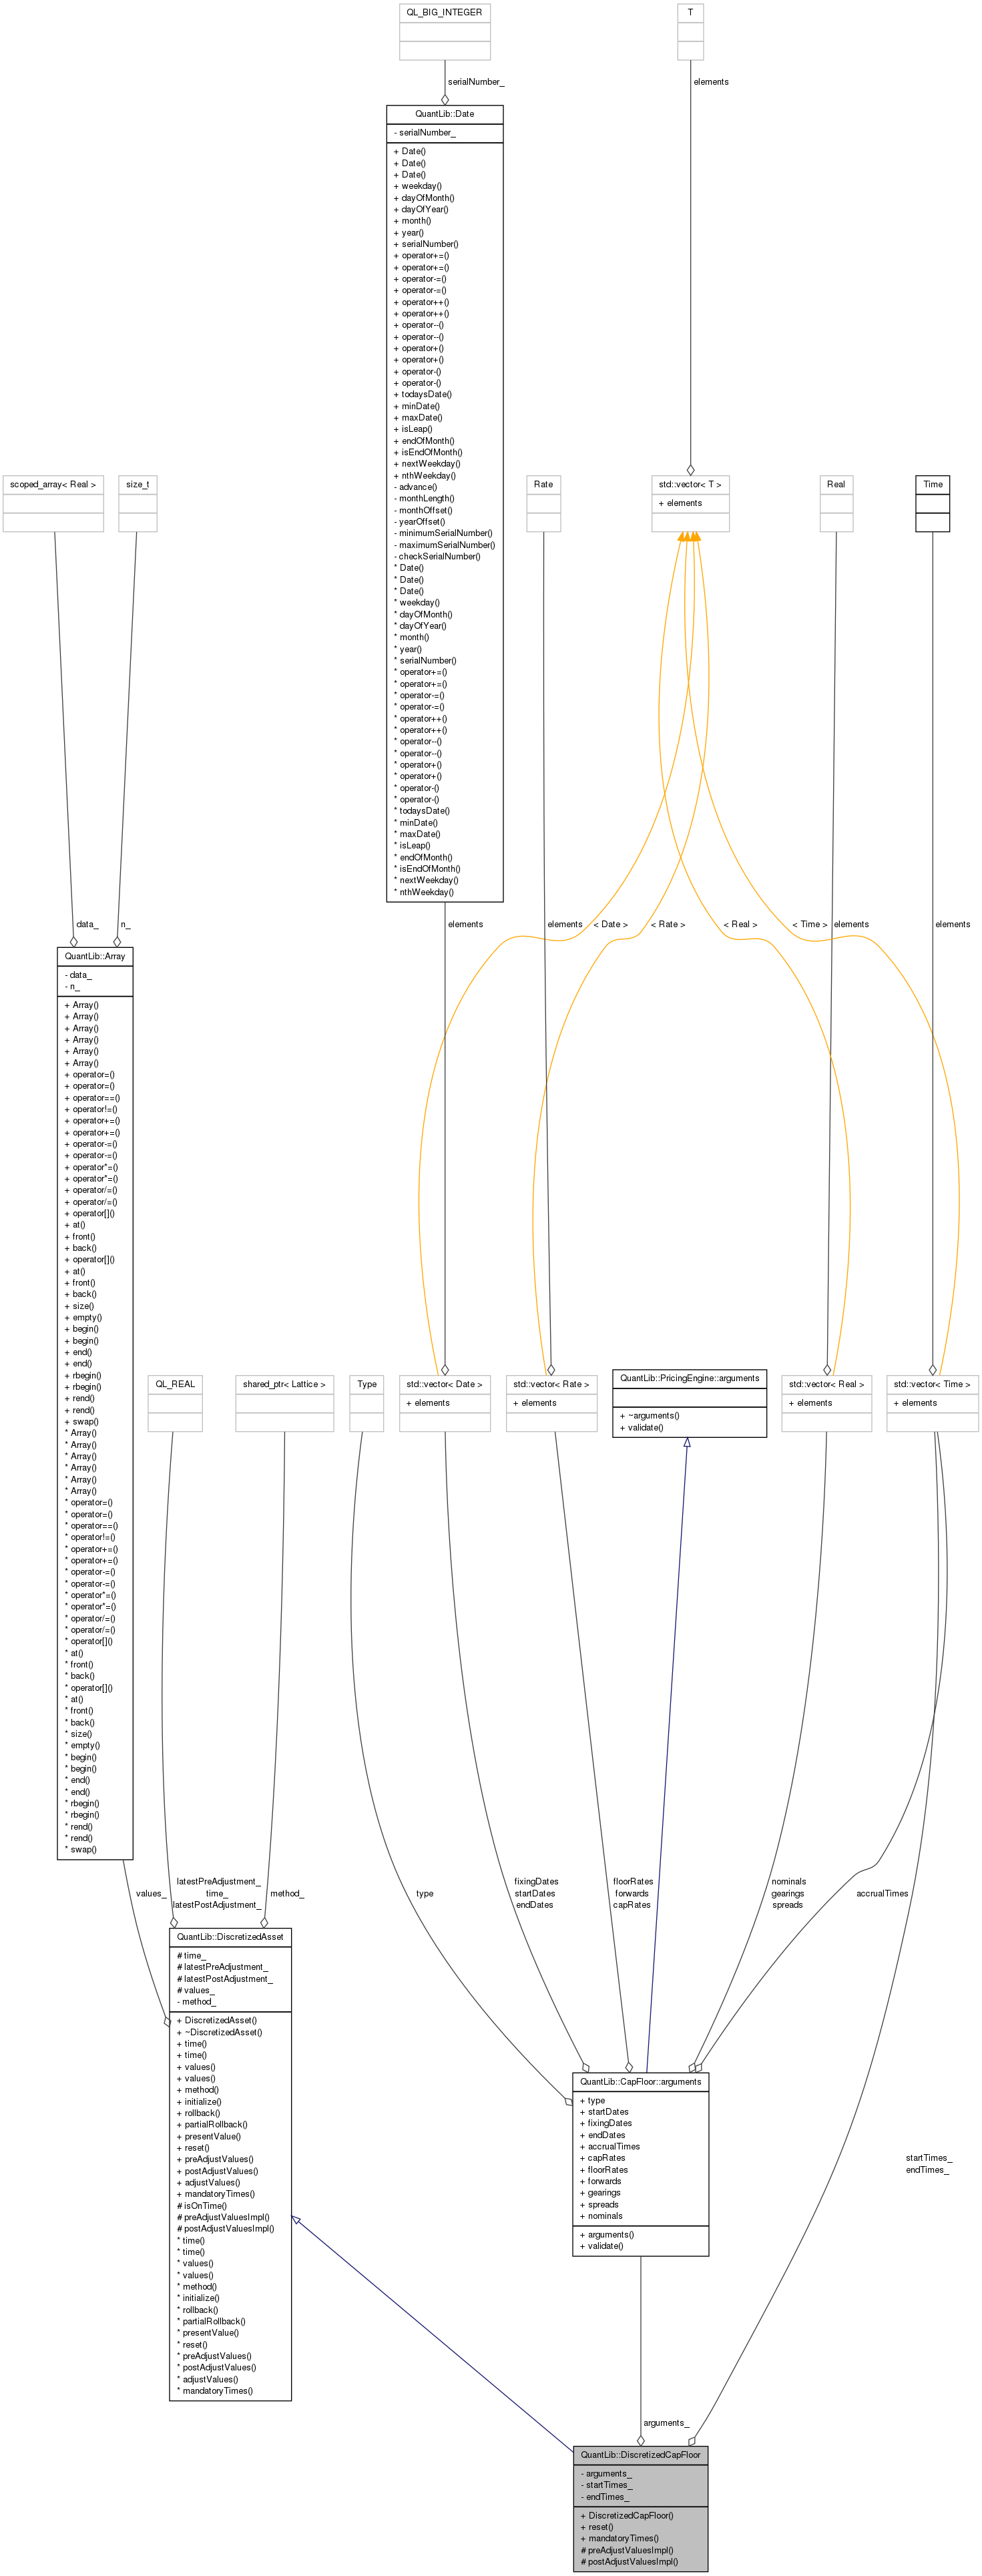 QL_BIG_INTEGER
T
serialNumber_
elements
QuantLib::Date
- serialNumber_
+ Date()
+ Date()
+ Date()
+ weekday()
+ dayOfMonth()
+ dayOfYear()
+ month()
+ year()
+ serialNumber()
+ operator+=()
+ operator+=()
+ operator-=()
+ operator-=()
+ operator++()
+ operator++()
+ operator--()
+ operator--()
+ operator+()
+ operator+()
+ operator-()
+ operator-()
+ todaysDate()
+ minDate()
+ maxDate()
+ isLeap()
+ endOfMonth()
+ isEndOfMonth()
+ nextWeekday()
+ nthWeekday()
- advance()
- monthLength()
- monthOffset()
- yearOffset()
- minimumSerialNumber()
- maximumSerialNumber()
- checkSerialNumber()
* Date()
* Date()
* Date()
* weekday()
* dayOfMonth()
* dayOfYear()
* month()
* year()
* serialNumber()
* operator+=()
* operator+=()
* operator-=()
* operator-=()
* operator++()
* operator++()
* operator--()
* operator--()
* operator+()
* operator+()
* operator-()
* operator-()
* todaysDate()
* minDate()
* maxDate()
* isLeap()
* endOfMonth()
* isEndOfMonth()
* nextWeekday()
* nthWeekday()
scoped_array< Real >
size_t
Rate
std::vector< T >
+ elements
Real
Time
data_
n_
elements
elements
< Date >
< Rate >
< Real >
< Time >
elements
elements
QuantLib::Array
- data_
- n_
+ Array()
+ Array()
+ Array()
+ Array()
+ Array()
+ Array()
+ operator=()
+ operator=()
+ operator==()
+ operator!=()
+ operator+=()
+ operator+=()
+ operator-=()
+ operator-=()
+ operator*=()
+ operator*=()
+ operator/=()
+ operator/=()
+ operator[]()
+ at()
+ front()
+ back()
+ operator[]()
+ at()
+ front()
+ back()
+ size()
+ empty()
+ begin()
+ begin()
+ end()
+ end()
+ rbegin()
+ rbegin()
+ rend()
+ rend()
+ swap()
* Array()
* Array()
* Array()
* Array()
* Array()
* Array()
* operator=()
* operator=()
* operator==()
* operator!=()
* operator+=()
* operator+=()
* operator-=()
* operator-=()
* operator*=()
* operator*=()
* operator/=()
* operator/=()
* operator[]()
* at()
* front()
* back()
* operator[]()
* at()
* front()
* back()
* size()
* empty()
* begin()
* begin()
* end()
* end()
* rbegin()
* rbegin()
* rend()
* rend()
* swap()
QL_REAL
shared_ptr< Lattice >
Type
std::vector< Date >
+ elements
std::vector< Rate >
+ elements
QuantLib::PricingEngine::arguments
+ ~arguments()
+ validate()
std::vector< Real >
+ elements
std::vector< Time >
+ elements
values_
latestPreAdjustment_
time_
latestPostAdjustment_
method_
type
fixingDates
startDates
endDates
floorRates
forwards
capRates
nominals
gearings
spreads
accrualTimes
QuantLib::DiscretizedAsset
# time_
# latestPreAdjustment_
# latestPostAdjustment_
# values_
- method_
+ DiscretizedAsset()
+ ~DiscretizedAsset()
+ time()
+ time()
+ values()
+ values()
+ method()
+ initialize()
+ rollback()
+ partialRollback()
+ presentValue()
+ reset()
+ preAdjustValues()
+ postAdjustValues()
+ adjustValues()
+ mandatoryTimes()
# isOnTime()
# preAdjustValuesImpl()
# postAdjustValuesImpl()
* time()
* time()
* values()
* values()
* method()
* initialize()
* rollback()
* partialRollback()
* presentValue()
* reset()
* preAdjustValues()
* postAdjustValues()
* adjustValues()
* mandatoryTimes()
QuantLib::CapFloor::arguments
+ type
+ startDates
+ fixingDates
+ endDates
+ accrualTimes
+ capRates
+ floorRates
+ forwards
+ gearings
+ spreads
+ nominals
+ arguments()
+ validate()
startTimes_
endTimes_
arguments_
QuantLib::DiscretizedCapFloor
- arguments_
- startTimes_
- endTimes_
+ DiscretizedCapFloor()
+ reset()
+ mandatoryTimes()
# preAdjustValuesImpl()
# postAdjustValuesImpl()